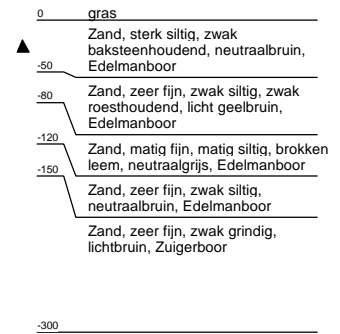 0 gras
Zand, sterk siltig, zwak
baksteenhoudend, neutraalbruin,
Edelmanboor
-50
Zand, zeer fijn, zwak siltig, zwak
roesthoudend, licht geelbruin,
Edelmanboor
-80
Zand, matig fijn, matig siltig, brokken
leem, neutraalgrijs, Edelmanboor
-120
Zand, zeer fijn, zwak siltig,
neutraalbruin, Edelmanboor
-150
Zand, zeer fijn, zwak grindig,
lichtbruin, Zuigerboor
-300